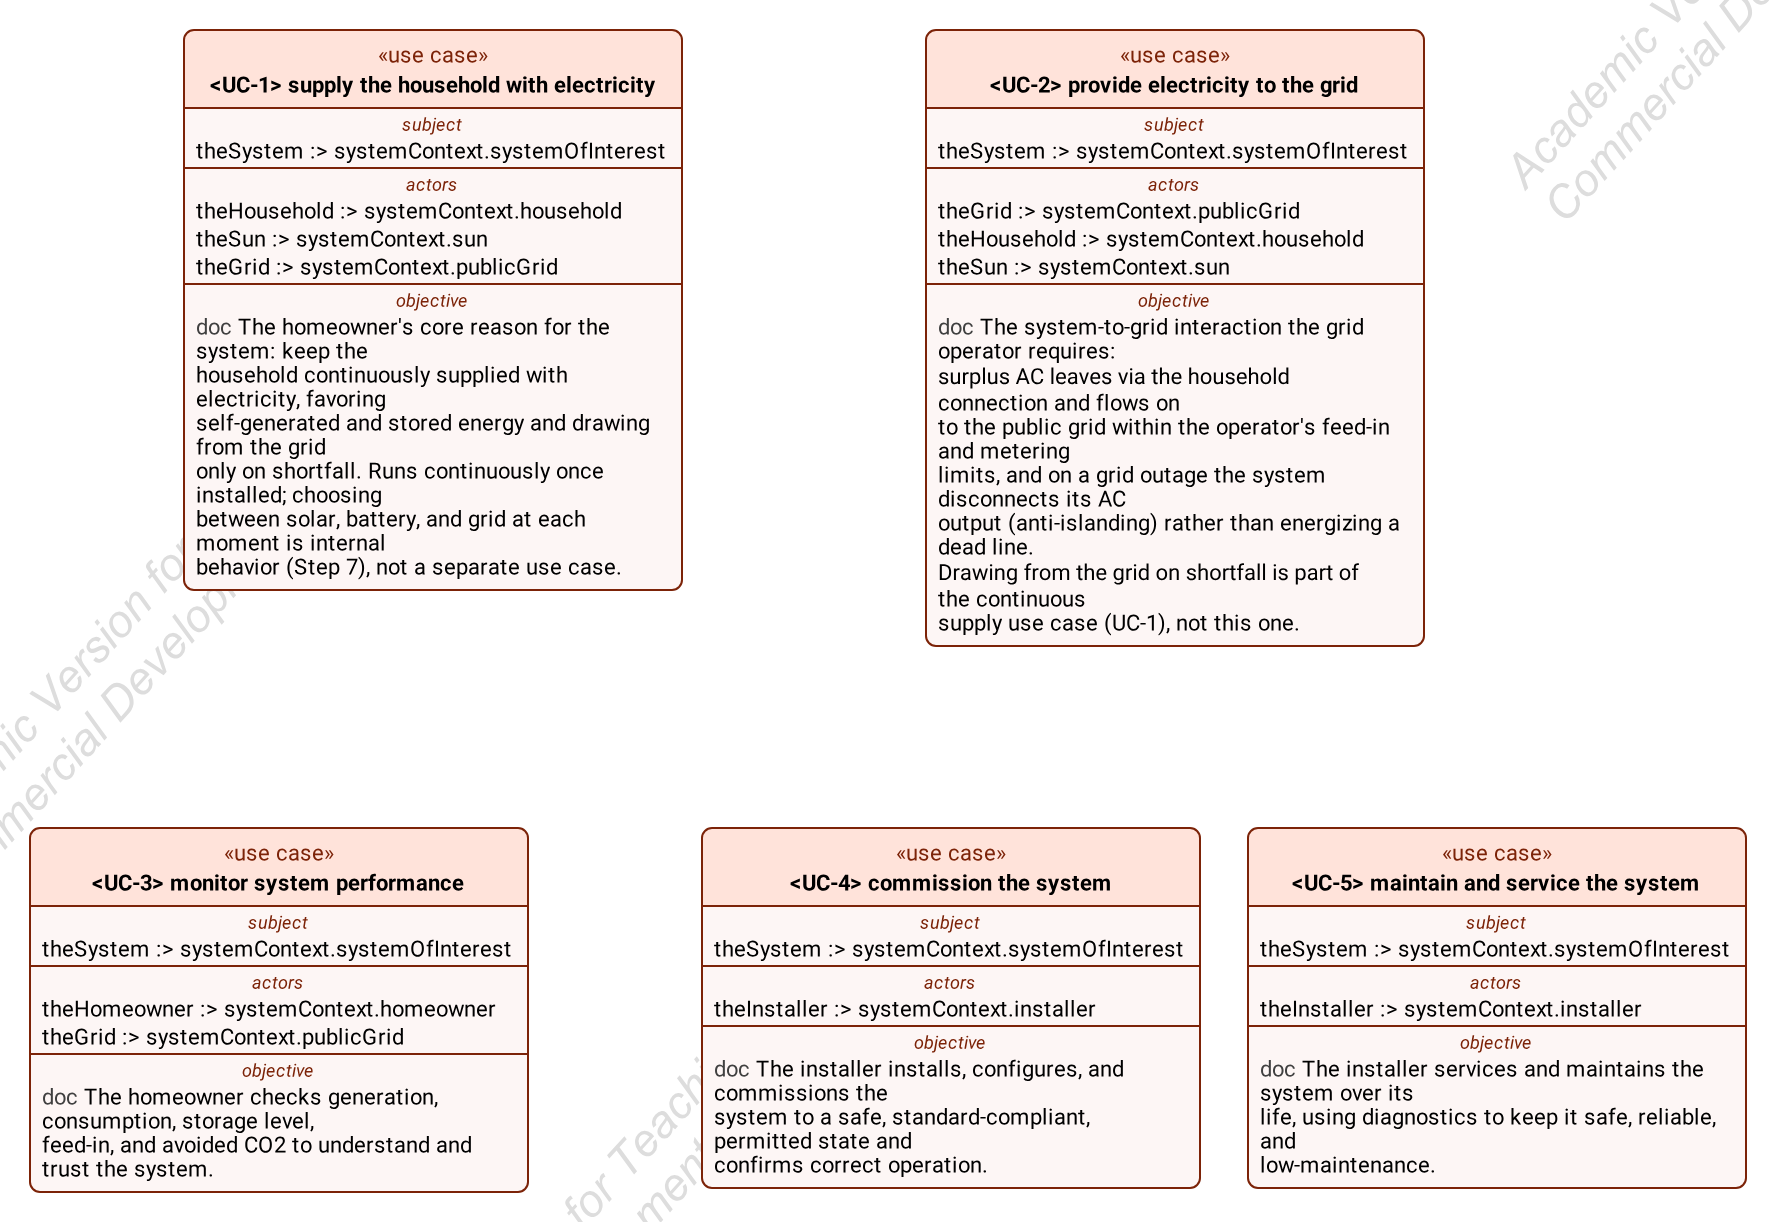 «use case»
<UC-1> supply the household with electricity
subject
theSystem :> systemContext.systemOfInterest
actors
theHousehold :> systemContext.household
theSun :> systemContext.sun
theGrid :> systemContext.publicGrid
objective
doc The homeowner's core reason for the
system: keep the
household continuously supplied with
electricity, favoring
self-generated and stored energy and drawing
from the grid
only on shortfall. Runs continuously once
installed; choosing
between solar, battery, and grid at each
moment is internal
behavior (Step 7), not a separate use case.
«use case»
<UC-2> provide electricity to the grid
subject
theSystem :> systemContext.systemOfInterest
actors
theGrid :> systemContext.publicGrid
theHousehold :> systemContext.household
theSun :> systemContext.sun
objective
doc The system-to-grid interaction the grid
operator requires:
surplus AC leaves via the household
connection and flows on
to the public grid within the operator's feed-in
and metering
limits, and on a grid outage the system
disconnects its AC
output (anti-islanding) rather than energizing a
dead line.
Drawing from the grid on shortfall is part of
the continuous
supply use case (UC-1), not this one.
Academic
Commercial
Version for
Development
«use case»
<UC-3> monitor system performance
subject
theSystem :> systemContext.systemOfInterest
actors
theHomeowner :> systemContext.homeowner
theGrid :> systemContext.publicGrid
objective
doc The homeowner checks generation,
consumption, storage level,
feed-in, and avoided CO2 to understand and
trust the system.
«use case»
<UC-4> commission the system
subject
theSystem :> systemContext.systemOfInterest
actors
theInstaller :> systemContext.installer
objective
doc The installer installs, configures, and
commissions the
system to a safe, standard-compliant,
permitted state and
confirms correct operation.
«use case»
<UC-5> maintain and service the system
subject
theSystem :> systemContext.systemOfInterest
actors
theInstaller :> systemContext.installer
objective
doc The installer services and maintains the
system over its
life, using diagnostics to keep it safe, reliable,
and
low-maintenance.
for